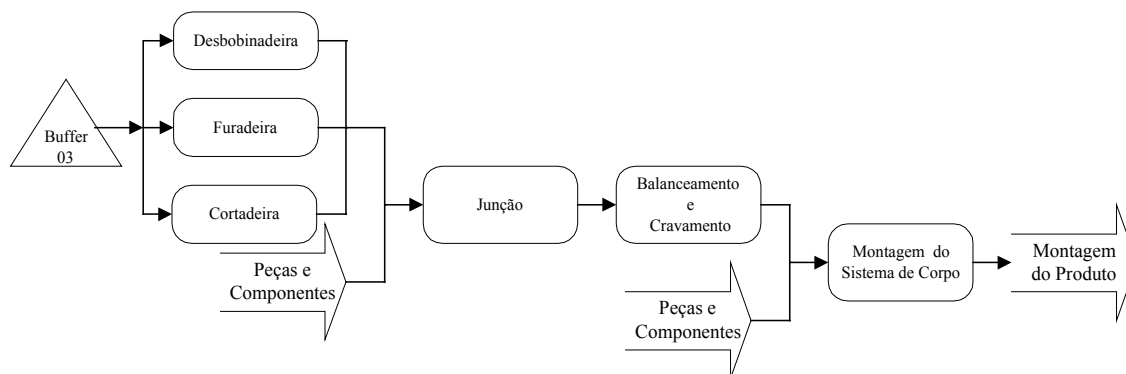 Desbobinadeira
Buffer
03
Furadeira
Cortadeira
Peças e
Componentes
Junção
Balanceamento
e
Cravamento
Peças e
Componentes
Montagem do
Sistema de Corpo
Montagem
do Produto